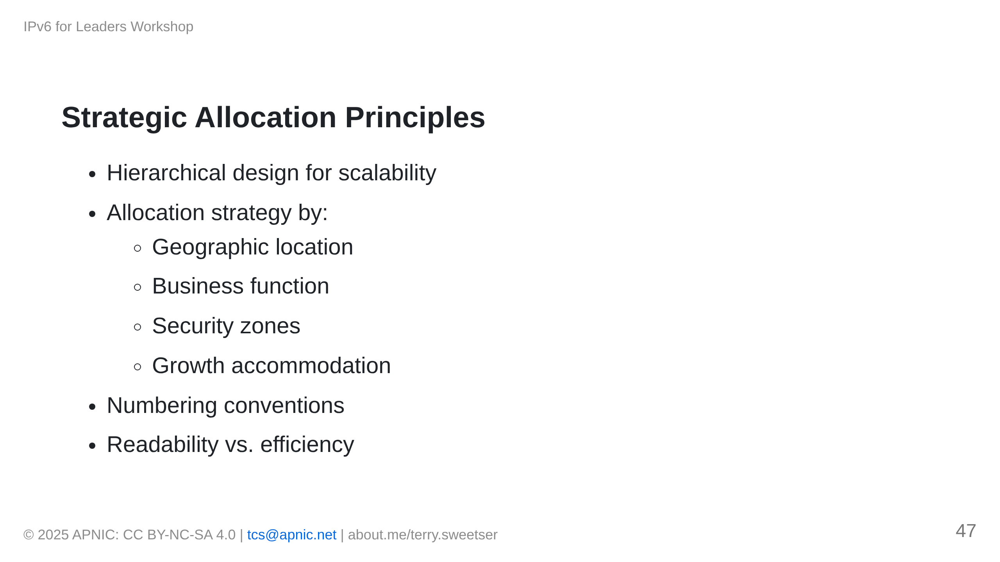 IPv6 for Leaders Workshop
Strategic Allocation Principles
• Hierarchical design for scalability
• Allocation strategy by:
◦ Geographic location
◦ Business function
◦ Security zones
◦ Growth accommodation
• Numbering conventions
• Readability vs. efficiency
© 2025 APNIC: CC BY-NC-SA 4.0 | tcs@apnic.net | about.me/terry.sweetser
47